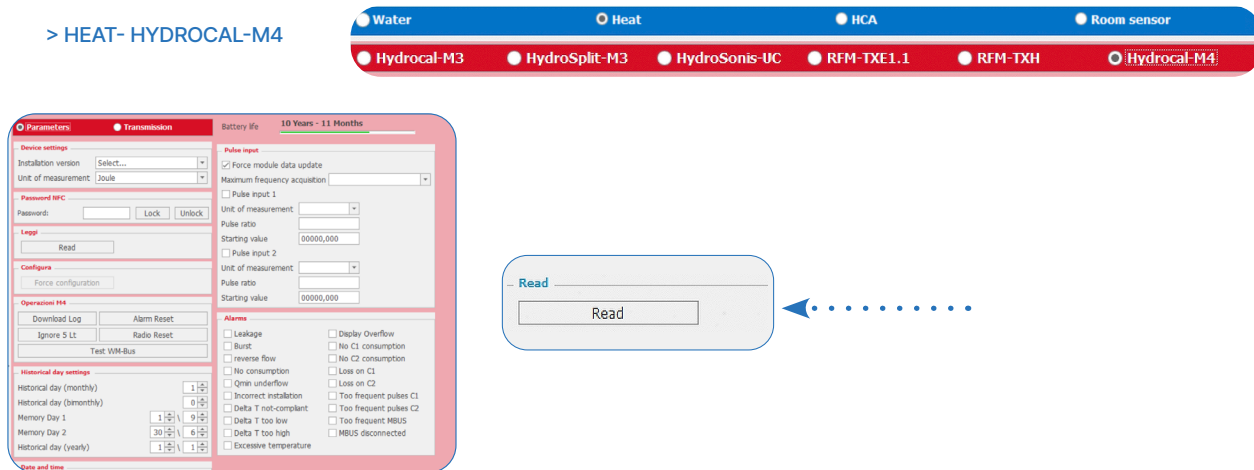 > HEAT- HYDROCAL-M4
Water Heat HCA Room sensor
Hydrocal-M3 HydroSplit-M3 HydroSonis-UC RFM-TXE1.1 RFM-TXH Hydrocal-M4
Parameters Transmission
Battery life 10 Years - 11 Months
Device settings
Installation version Select...
Unit of measurement Joule
Password NFC
Password: Lock Unlock
Leggi
Read
Configura
Force configuration
Operazioni M4
Download Log Alarm Reset
Ignore 5 Lt Radio Reset
Test WM-Bus
Historical day settings
Historical day (monthly) 1
Historical day (bimonthly) 0
Memory Day 1 1 \ 9
Memory Day 2 30 \ 6
Historical day (yearly) 1 \ 1
Date and time
Pulse input
Force module data update
Maximum frequency acquisition
Pulse input 1
Unit of measurement
Pulse ratio
Starting value 00000,000
Pulse input 2
Unit of measurement
Pulse ratio
Starting value 00000,000
Alarms
Leakage Display Overflow
Burst No C1 consumption
reverse flow No C2 consumption
No consumption Loss on C1
Qmin underflow Loss on C2
Incorrect installation Too frequent pulses C1
Delta T not-compliant Too frequent pulses C2
Delta T too low Too frequent MBUS
Delta T too high MBUS disconnected
Excessive temperature
Read
Read